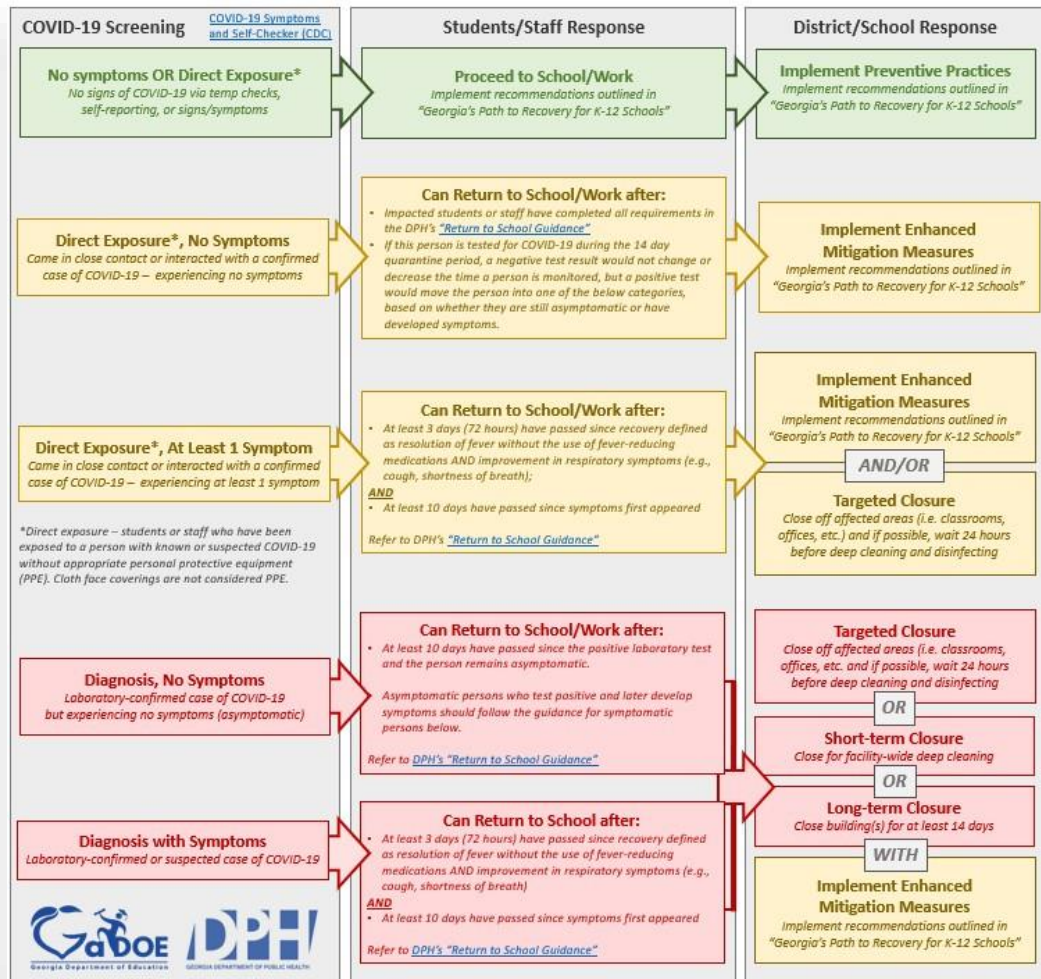 COVID-19 Screening
COVID-19 Symptoms
and Self-Checker (CDC)
Students/Staff Response
District/School Response
No symptoms OR Direct Exposure*
No signs of COVID-19 via temp checks,
self-reporting, or signs/symptoms
Proceed to School/Work
Implement recommendations outlined in
“Georgia’s Path to Recovery for K-12 Schools”
Implement Preventive Practices
Implement recommendations outlined in
“Georgia’s Path to Recovery for K-12 Schools”
Direct Exposure*, No Symptoms
Came in close contact or interacted with a confirmed
case of COVID-19 – experiencing no symptoms
Can Return to School/Work after:
• Impacted students or staff have completed all requirements in
the DPH’s “Return to School Guidance”
• If this person is tested for COVID-19 during the 14 day
quarantine period, a negative test result would not change or
decrease the time a person is monitored, but a positive test
would move the person into one of the below categories,
based on whether they are still asymptomatic or have
developed symptoms.
Implement Enhanced
Mitigation Measures
Implement recommendations outlined in
“Georgia’s Path to Recovery for K-12 Schools”
Direct Exposure*, At Least 1 Symptom
Came in close contact or interacted with a confirmed
case of COVID-19 – experiencing at least 1 symptom
Can Return to School/Work after:
• At least 3 days (72 hours) have passed since recovery defined
as resolution of fever without the use of fever-reducing
medications AND improvement in respiratory symptoms (e.g.,
cough, shortness of breath);
AND
• At least 10 days have passed since symptoms first appeared
Refer to DPH’s “Return to School Guidance”
Implement Enhanced
Mitigation Measures
Implement recommendations outlined in
“Georgia’s Path to Recovery for K-12 Schools”
AND/OR
Targeted Closure
Close off affected areas (i.e. classrooms,
offices, etc.) and if possible, wait 24 hours
before deep cleaning and disinfecting
*Direct exposure – students or staff who have been
exposed to a person with known or suspected COVID-19
without appropriate personal protective equipment
(PPE). Cloth face coverings are not considered PPE.
Diagnosis, No Symptoms
Laboratory-confirmed case of COVID-19
but experiencing no symptoms (asymptomatic)
Can Return to School/Work after:
• At least 10 days have passed since the positive laboratory test
and the person remains asymptomatic.
Asymptomatic persons who test positive and later develop
symptoms should follow the guidance for symptomatic
persons below.
Refer to DPH’s “Return to School Guidance”
Diagnosis with Symptoms
Laboratory-confirmed or suspected case of COVID-19
Can Return to School after:
• At least 3 days (72 hours) have passed since recovery defined
as resolution of fever without the use of fever-reducing
medications AND improvement in respiratory symptoms (e.g.,
cough, shortness of breath)
AND
• At least 10 days have passed since symptoms first appeared
Refer to DPH’s “Return to School Guidance”
Targeted Closure
Close off affected areas (i.e. classrooms,
offices, etc. and if possible, wait 24 hours
before deep cleaning and disinfecting
OR
Short-term Closure
Close for facility-wide deep cleaning
OR
Long-term Closure
Close building(s) for at least 14 days
WITH
Implement Enhanced
Mitigation Measures
Implement recommendations outlined in
“Georgia’s Path to Recovery for K-12 Schools”
GaDOE
Georgia Department of Education
DPH
GEORGIA DEPARTMENT OF PUBLIC HEALTH